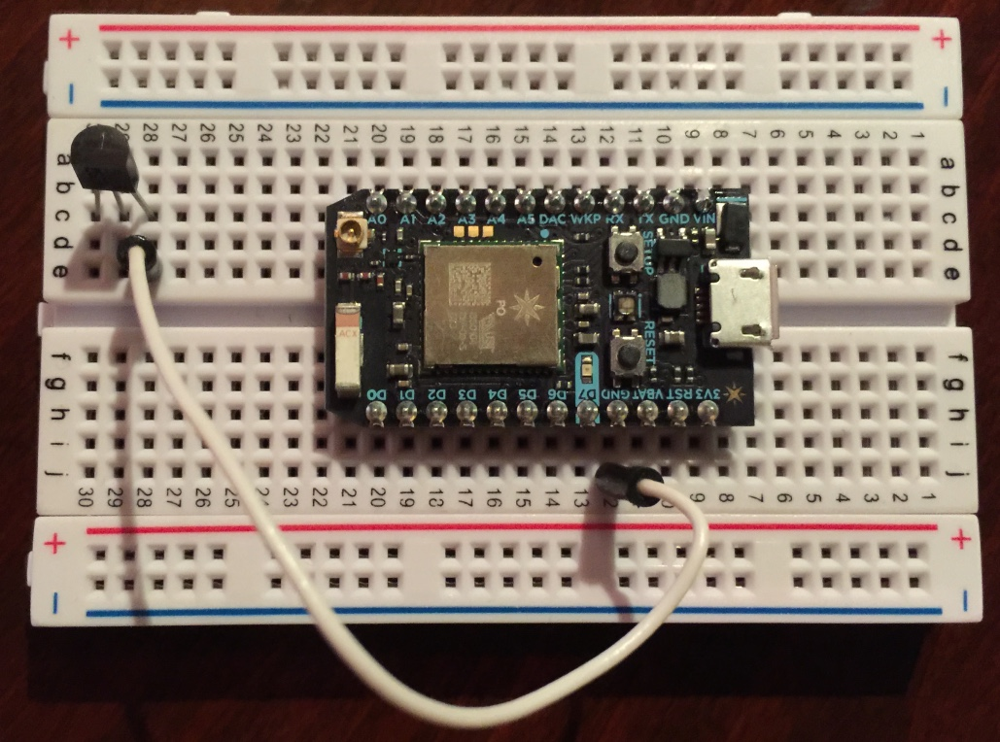 + +
- -
28 27 26 25 24 23 22 21 20 19 18 17 16 15 14 13 12 11 10 9 8 7 6 5 4 3 2 1
a a
b b
c c
d d
e e
A0 A1 A2 A3 A4 A5 DAC WKP RX TX GND VIN
SETUP
PO
ACX
RESET
D0 D1 D2 D3 D4 D5 D6 D7 GND VBAT RST 3V3
f f
g g
h h
i i
j j
30 29 28 27 26 25 24 23 22 21 20 19 18 17 16 15 14 13 12 9 8 7 6 5 4 3 2 1
+ +
- -